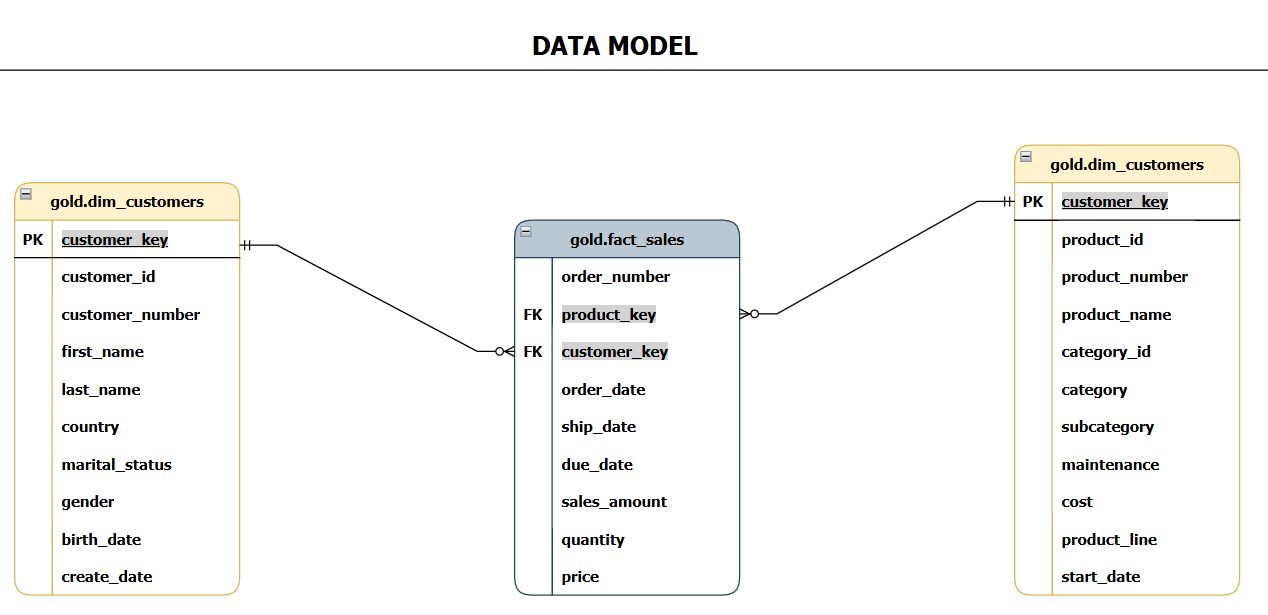 DATA MODEL
gold.dim_customers
PK customer_key
customer_id
customer_number
first_name
last_name
country
marital_status
gender
birth_date
create_date
gold.fact_sales
order_number
FK product_key
FK customer_key
order_date
ship_date
due_date
sales_amount
quantity
price
gold.dim_customers
PK customer_key
product_id
product_number
product_name
category_id
category
subcategory
maintenance
cost
product_line
start_date